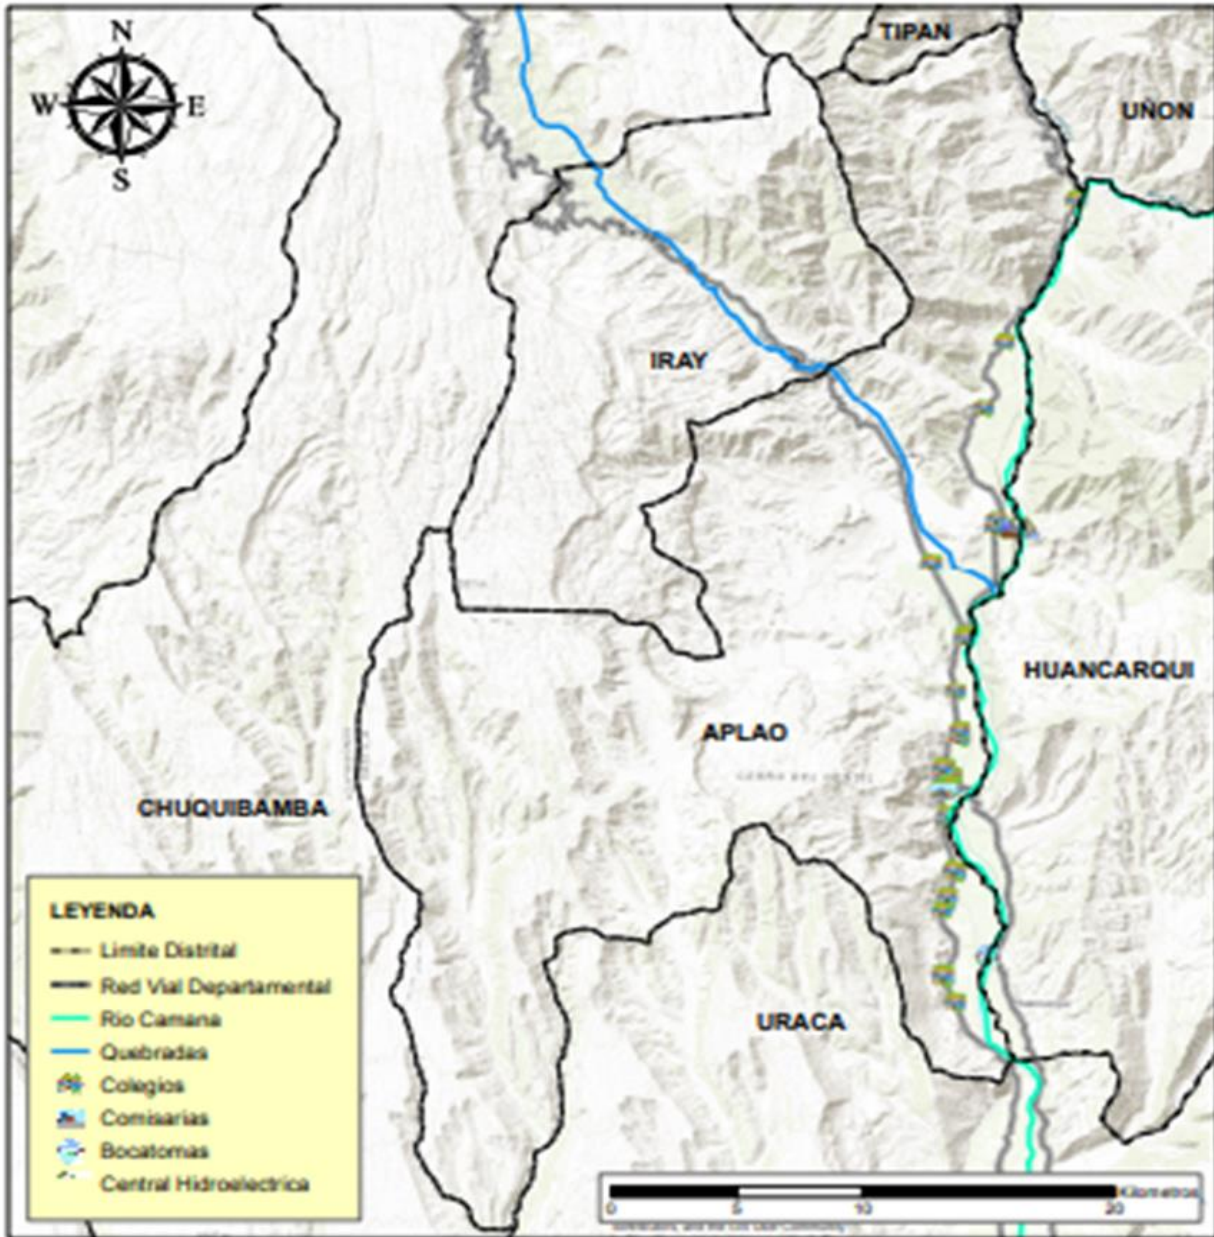 N
W E
S
TIPAN
UÑON
IRAY
HUANCARQUI
APLAO
CHUQUIBAMBA
URACA
LEYENDA
Limite Distrital
Red Vial Departamental
Rio Camana
Quebradas
Colegios
Comisarias
Bocatomas
Central Hidroelectrica
Kilometros
0 5 10 20